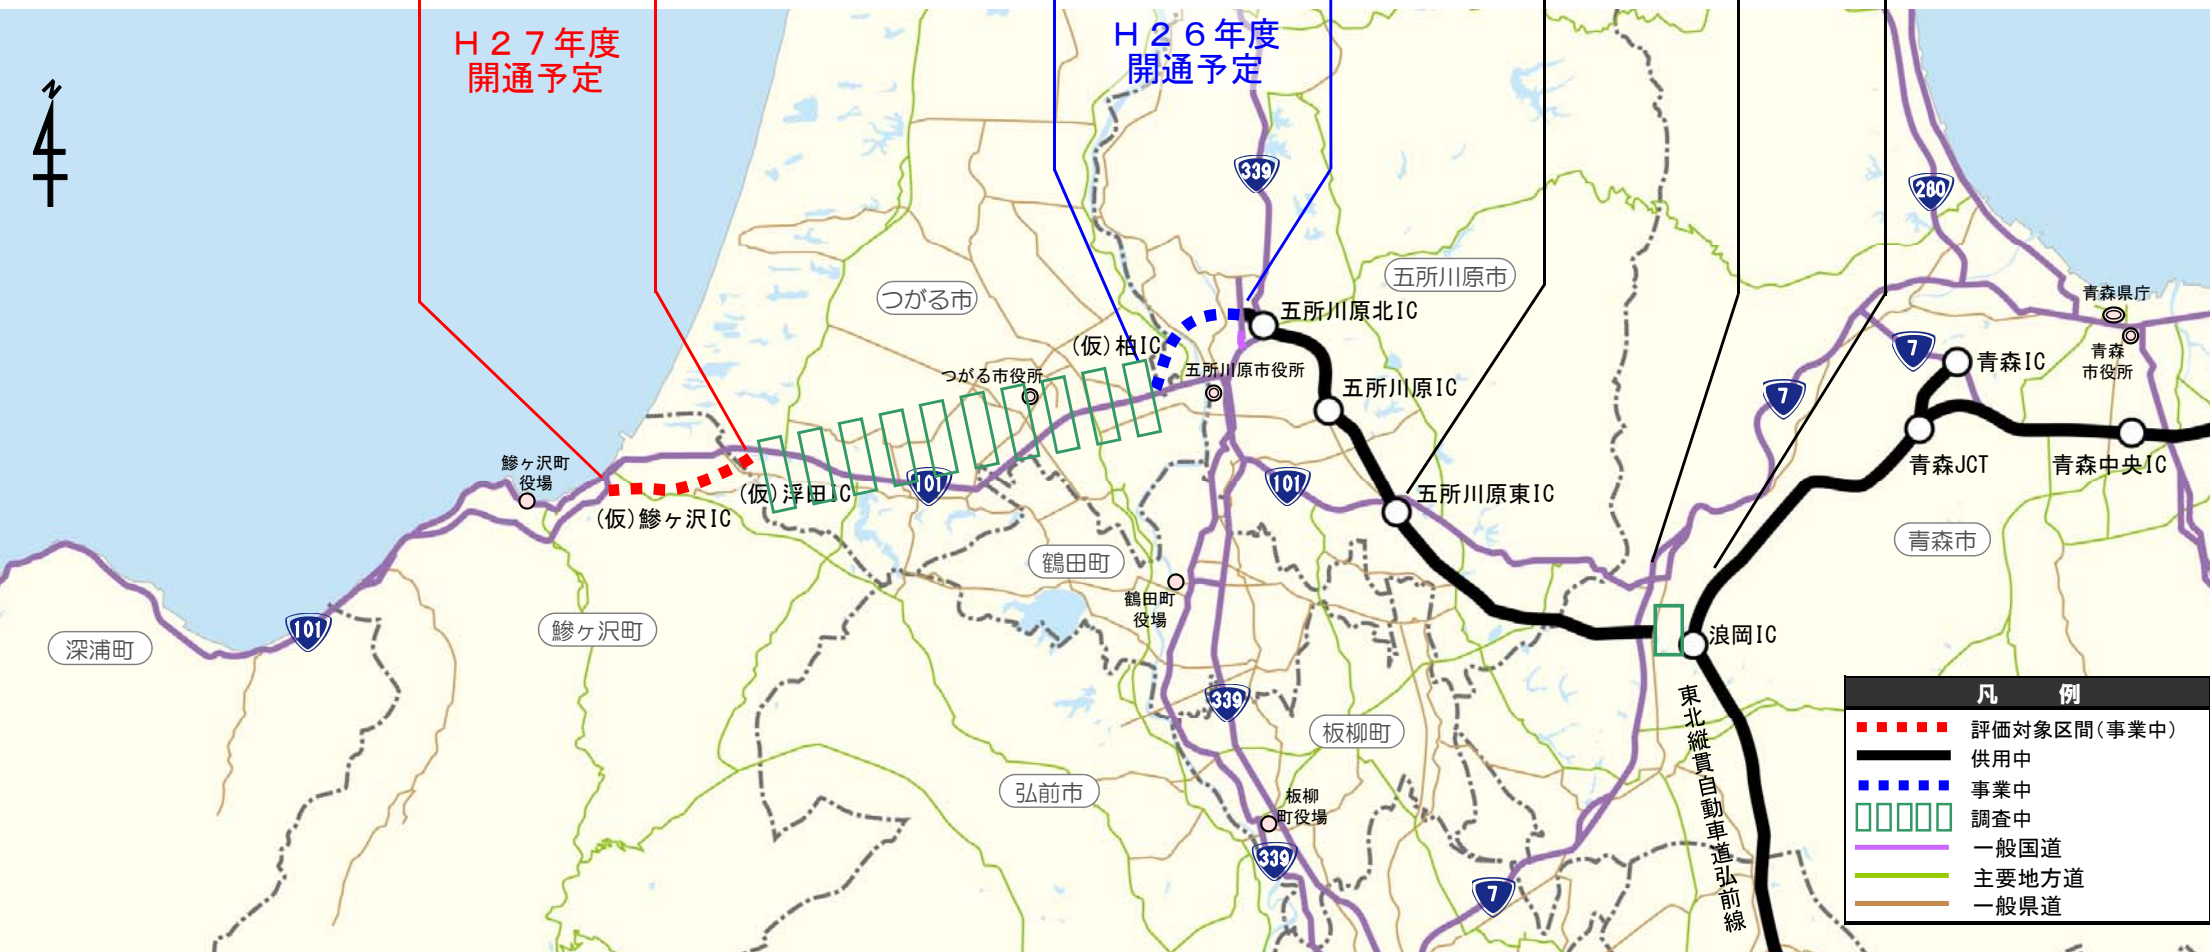 H27年度
開通予定
H26年度
開通予定
339
280
五所川原市
つがる市
青森県庁
五所川原北IC
(仮)柏IC
青森
市役所
7
青森IC
つがる市役所
五所川原市役所
五所川原IC
7
鰺ヶ沢町
役場
(仮)浮田IC
101
101
五所川原東IC
青森JCT
青森中央IC
(仮)鰺ヶ沢IC
青森市
鶴田町
鶴田町
役場
101
鰺ヶ沢町
深浦町
浪岡IC
339
板柳町
東北縦貫自動車道弘前線
弘前市
板柳
町役場
339
7
凡 例
評価対象区間(事業中)
供用中
事業中
調査中
一般国道
主要地方道
一般県道